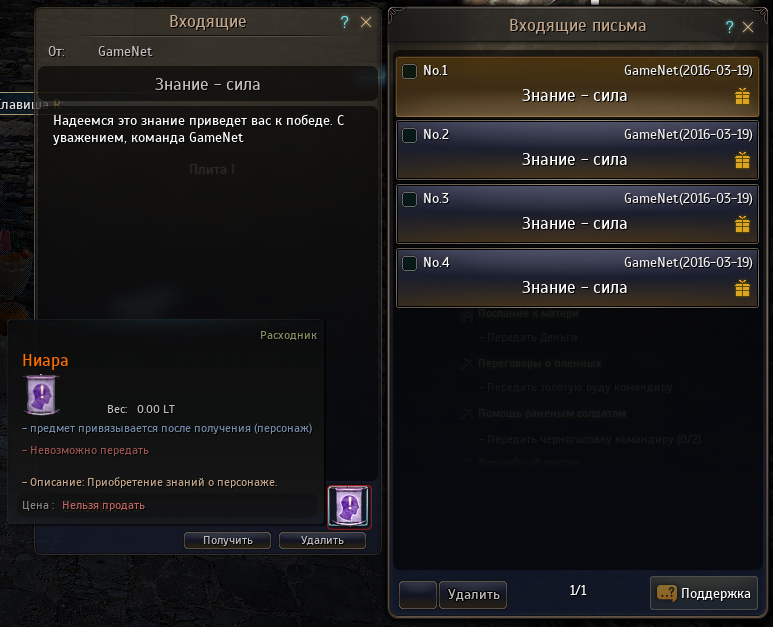 Входящие
?
От: GameNet
Знание - сила
Клавиша R:
Надеемся это знание приведет вас к победе. С
уважением, команда GameNet
Плита I
Расходник
Ниара
Вес: 0.00 LT
- предмет привязывается после получения (персонаж)
- Невозможно передать
- Описание: Приобретение знаний о персонаже.
Цена : Нельзя продать
Получить
Удалить
Входящие письма
?
No.1 GameNet(2016-03-19)
Знание - сила
No.2 GameNet(2016-03-19)
Знание - сила
No.3 GameNet(2016-03-19)
Знание - сила
No.4 GameNet(2016-03-19)
Знание - сила
Послание к матери
- Передать Деньги
Переговоры о пленных
- Передать золотую руду командиру
Помощь раненым солдатам
- Передать черноголовку командиру (0/2)
Удалить
1/1
Поддержка